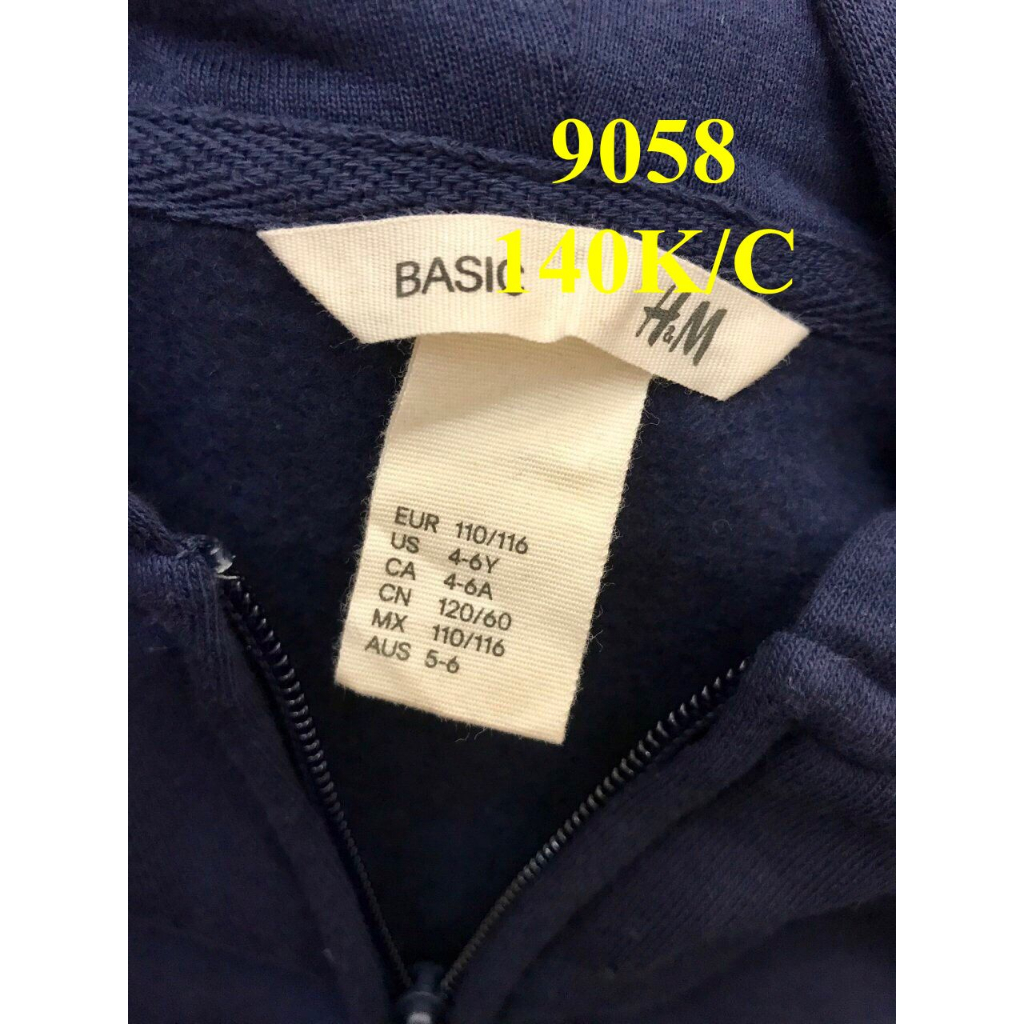 9058
140K/C
BASIC
H&M
EUR 110/116
US 4-6Y
CA 4-6A
CN 120/60
MX 110/116
AUS 5-6